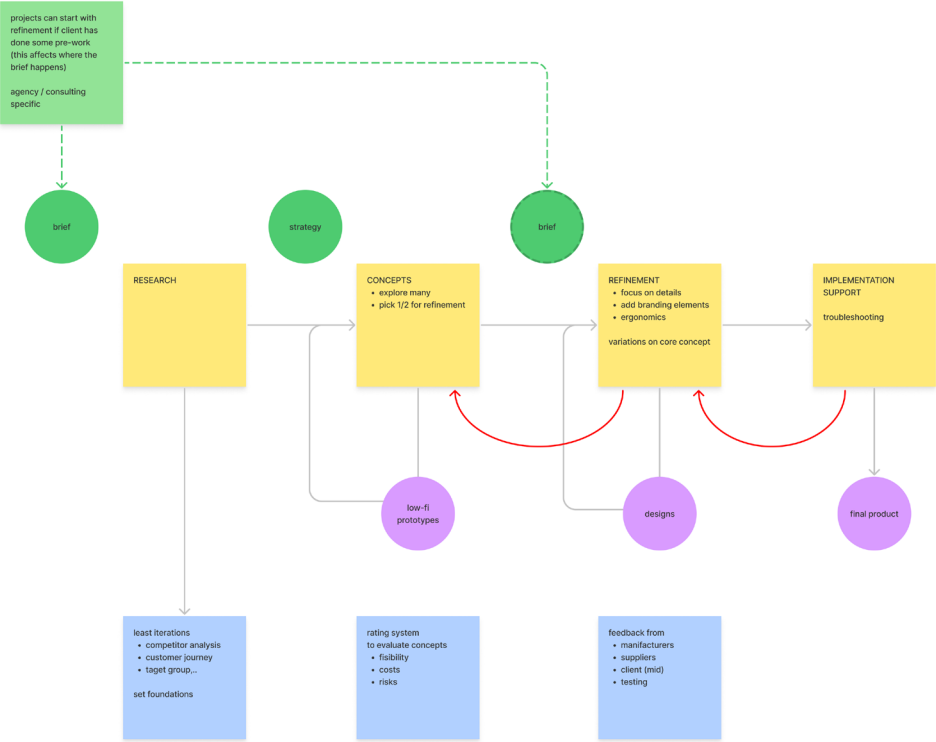 projects can start with
refinement if client has
done some pre-work
(this affects where the
brief happens)
agency / consulting
specific
brief
strategy
brief
RESEARCH
CONCEPTS
• explore many
• pick 1/2 for refinement
REFINEMENT
• focus on details
• add branding elements
• ergonomics
variations on core concept
IMPLEMENTATION
SUPPORT
troubleshooting
low-fi
prototypes
designs
final product
least iterations
• competitor analysis
• customer journey
• taget group,..
set foundations
rating system
to evaluate concepts
• fisibility
• costs
• risks
feedback from
• manifacturers
• suppliers
• client (mid)
• testing